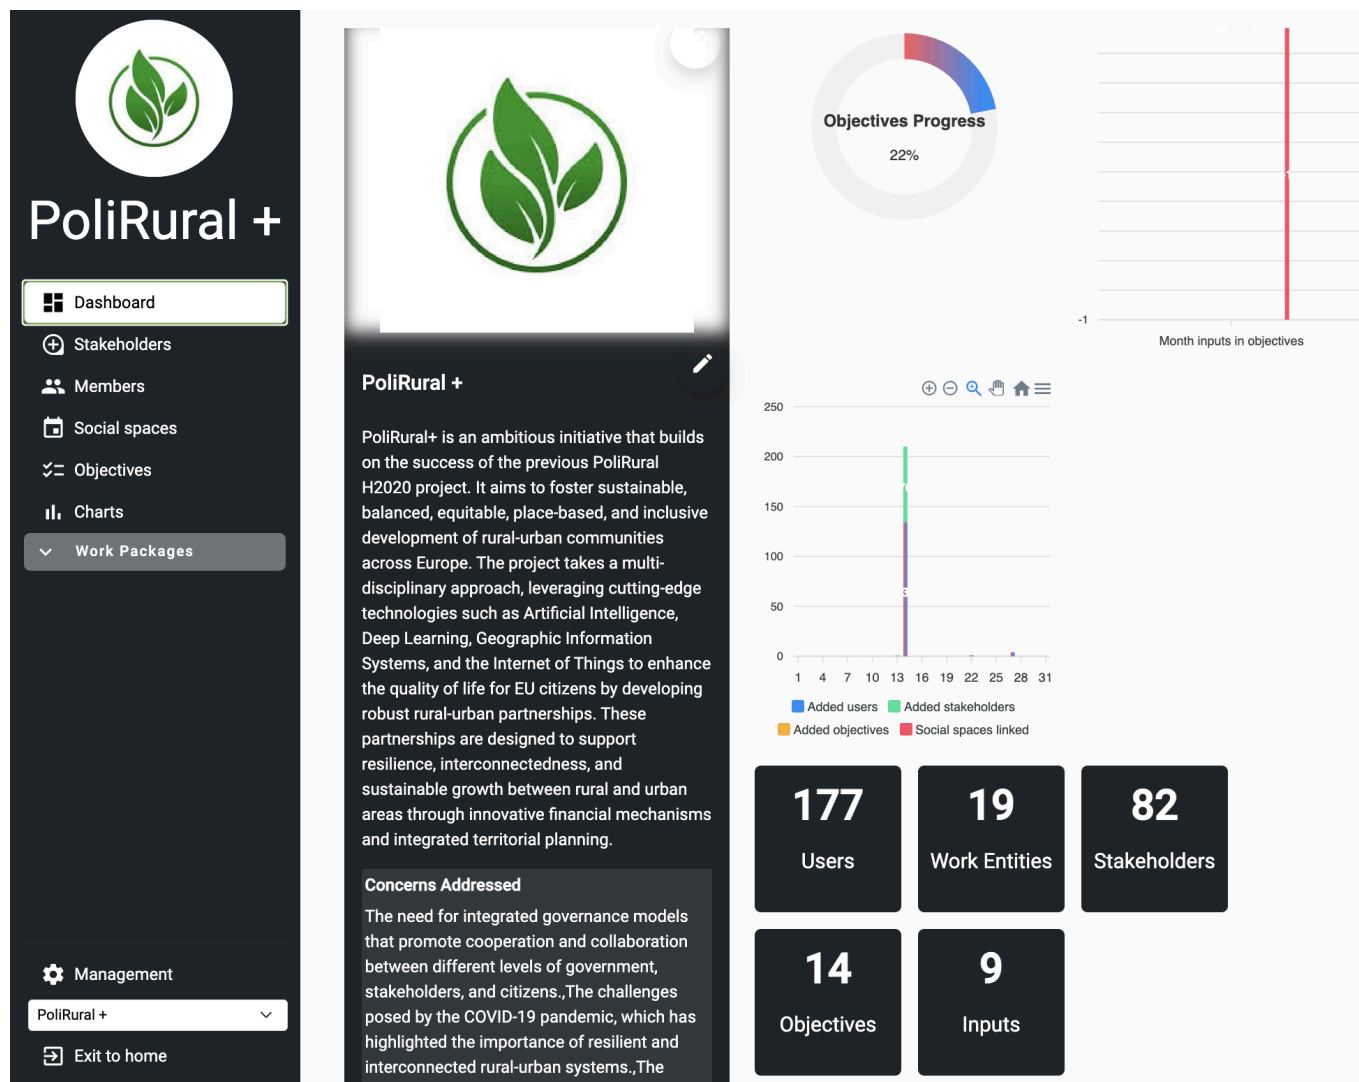 PoliRural +
Dashboard
Stakeholders
Members
Social spaces
Objectives
Charts
Work Packages
Management
PoliRural +
Exit to home
PoliRural +
PoliRural+ is an ambitious initiative that builds
on the success of the previous PoliRural
H2020 project. It aims to foster sustainable,
balanced, equitable, place-based, and inclusive
development of rural-urban communities
across Europe. The project takes a multi-
disciplinary approach, leveraging cutting-edge
technologies such as Artificial Intelligence,
Deep Learning, Geographic Information
Systems, and the Internet of Things to enhance
the quality of life for EU citizens by developing
robust rural-urban partnerships. These
partnerships are designed to support
resilience, interconnectedness, and
sustainable growth between rural and urban
areas through innovative financial mechanisms
and integrated territorial planning.
Concerns Addressed
The need for integrated governance models
that promote cooperation and collaboration
between different levels of government,
stakeholders, and citizens.,The challenges
posed by the COVID-19 pandemic, which has
highlighted the importance of resilient and
interconnected rural-urban systems.,The
Objectives Progress
22%
-1
Month inputs in objectives
250
200
150
100
50
0
1 4 7 10 13 16 19 22 25 28 31
Added users Added stakeholders
Added objectives Social spaces linked
177
Users
19
Work Entities
82
Stakeholders
14
Objectives
9
Inputs